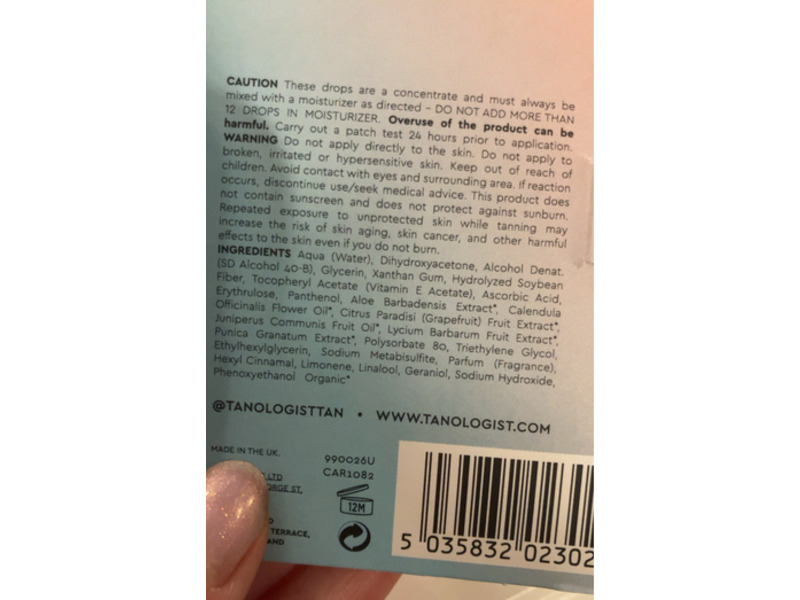 CAUTION These drops are a concentrate and must always be
mixed with a moisturizer as directed – DO NOT ADD MORE THAN
12 DROPS IN MOISTURIZER. Overuse of the product can be
harmful. Carry out a patch test 24 hours prior to application.
WARNING Do not apply directly to the skin. Do not apply to
broken, irritated or hypersensitive skin. Keep out of reach of
children. Avoid contact with eyes and surrounding area. If reaction
occurs, discontinue use/seek medical advice. This product does
not contain sunscreen and does not protect against sunburn.
Repeated exposure to unprotected skin while tanning may
increase the risk of skin aging, skin cancer, and other harmful
effects to the skin even if you do not burn.
INGREDIENTS Aqua (Water), Dihydroxyacetone, Alcohol Denat.
(SD Alcohol 40-B), Glycerin, Xanthan Gum, Hydrolyzed Soybean
Fiber, Tocopheryl Acetate (Vitamin E Acetate), Ascorbic Acid,
Erythrulose, Panthenol, Aloe Barbadensis Extract*, Calendula
Officinalis Flower Oil*, Citrus Paradisi (Grapefruit) Fruit Extract*,
Juniperus Communis Fruit Oil*, Lycium Barbarum Fruit Extract*,
Punica Granatum Extract*, Polysorbate 80, Triethylene Glycol,
Ethylhexylglycerin, Sodium Metabisulfite, Parfum (Fragrance),
Hexyl Cinnamal, Limonene, Linalool, Geraniol, Sodium Hydroxide,
Phenoxyethanol Organic*
@TANOLOGISTTAN • WWW.TANOLOGIST.COM
MADE IN THE UK.
990026U
CAR1082
LTD
ORGE ST,
12M
TERRACE,
AND
5 035832 02302